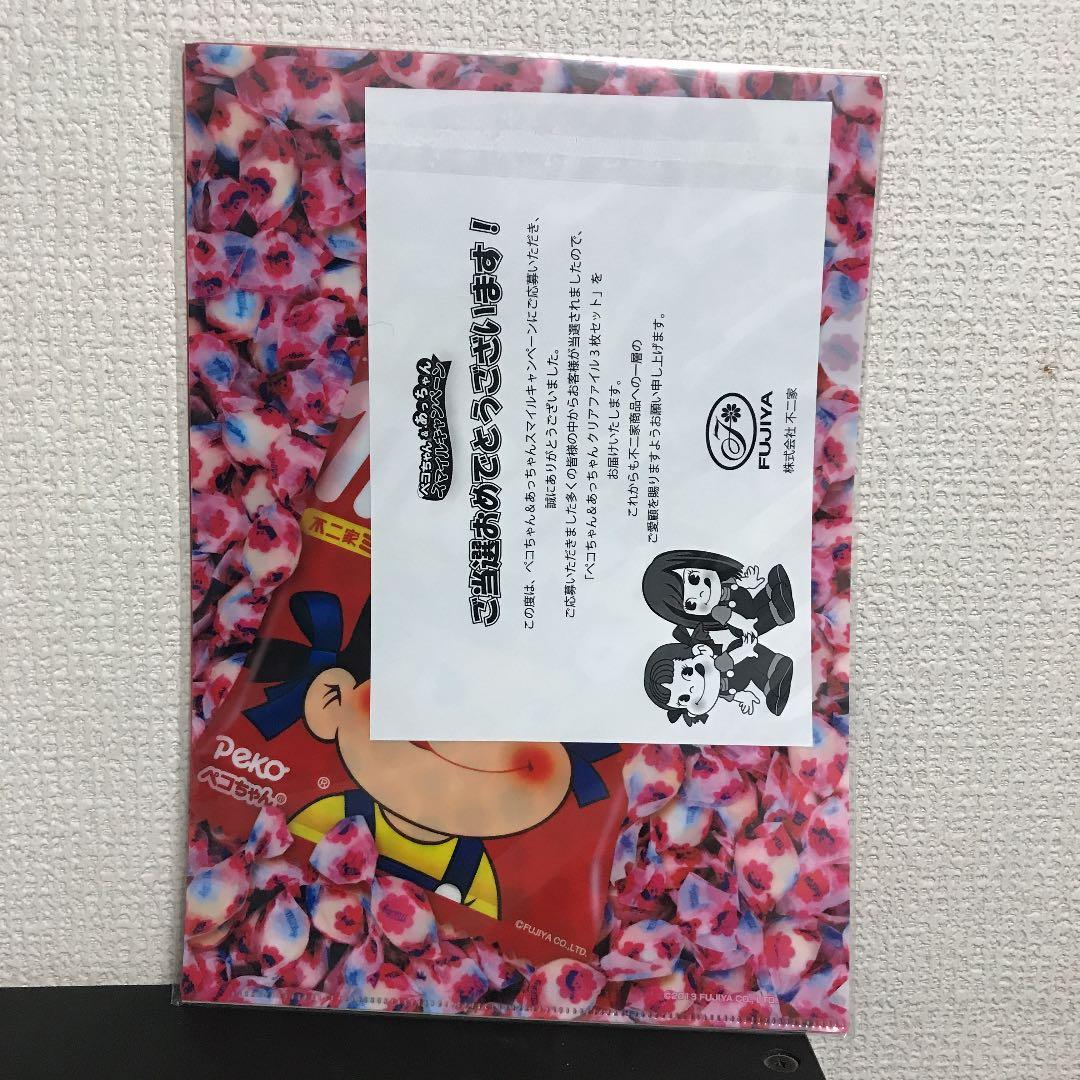 ペコちゃん&あっちゃん
スマイルキャンペーン
ご当選おめでとうございます！
この度は、ペコちゃん＆あっちゃんスマイルキャンペーンにご応募いただき、
誠にありがとうございました。
ご応募いただきました多くの皆様の中からお客様が当選されましたので、
「ペコちゃん＆あっちゃん クリアファイル３枚セット」を
お届けいたします。
これからも不二家商品への一層の
ご愛顧を賜りますようお願い申し上げます。
FUJIYA
株式会社 不二家
不二家
peko
ペコちゃん®
®
©FUJIYA CO.,LTD.
©2019 FUJIYA CO., LTD.